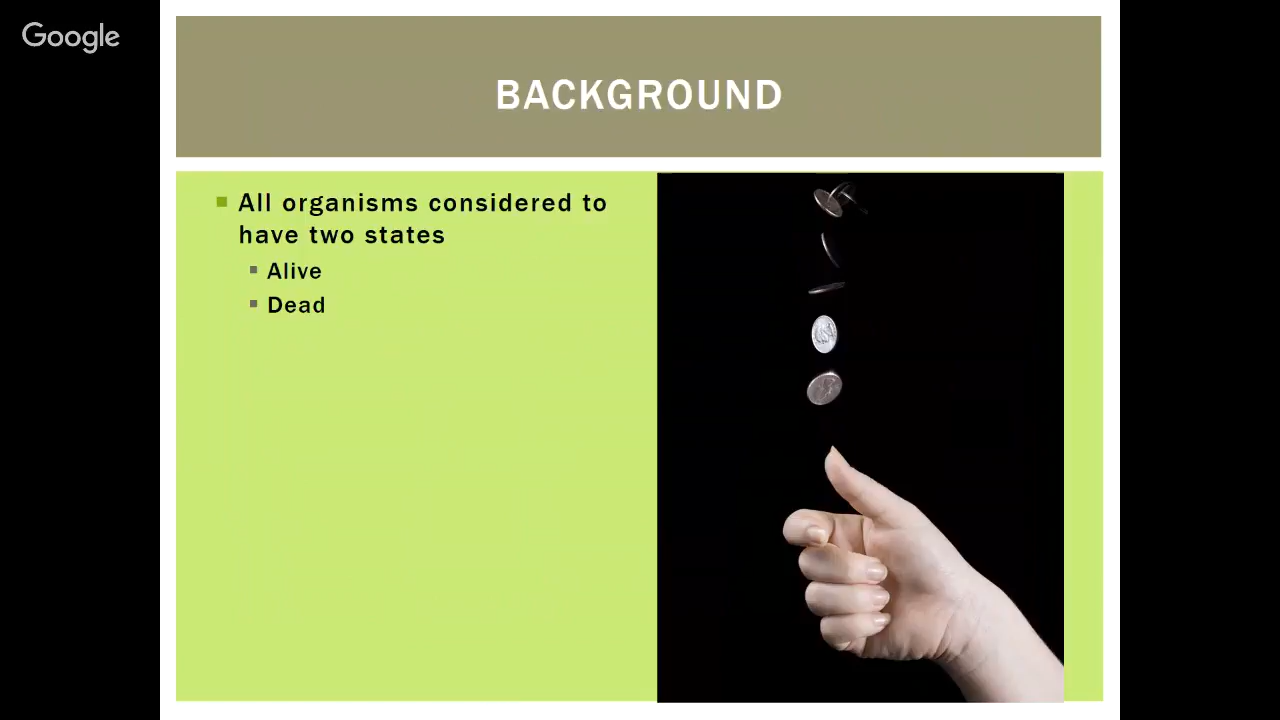 Google
BACKGROUND
All organisms considered to
have two states
Alive
Dead